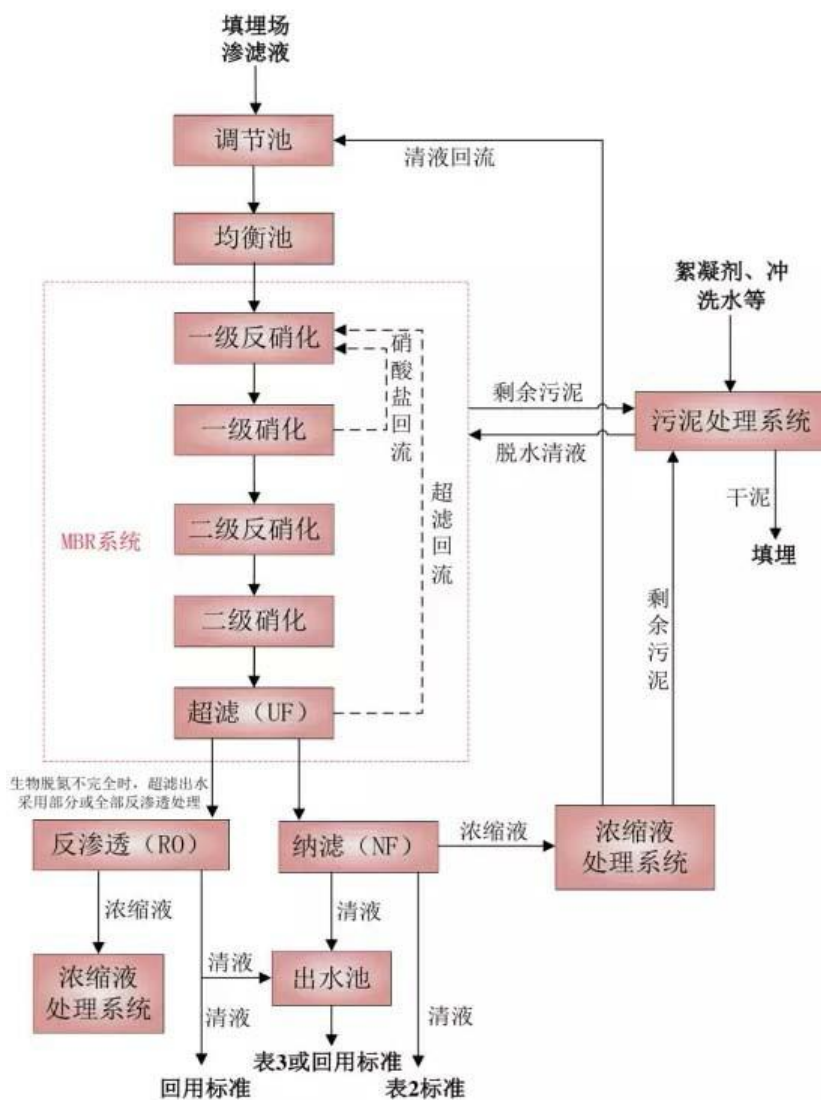 填埋场
渗滤液
调节池
清液回流
均衡池
絮凝剂、冲
洗水等
一级反硝化
硝酸盐回流
剩余污泥
污泥处理系统
一级硝化
脱水清液
超滤回流
干泥
二级反硝化
MBR系统
填埋
二级硝化
剩余污泥
超滤（UF）
生物脱氮不完全时，超滤出水
采用部分或全部反渗透处理
反渗透（RO）
纳滤（NF）
浓缩液
浓缩液
处理系统
浓缩液
清液
浓缩液
处理系统
清液
出水池
清液
清液
表3或回用标准
回用标准
表2标准